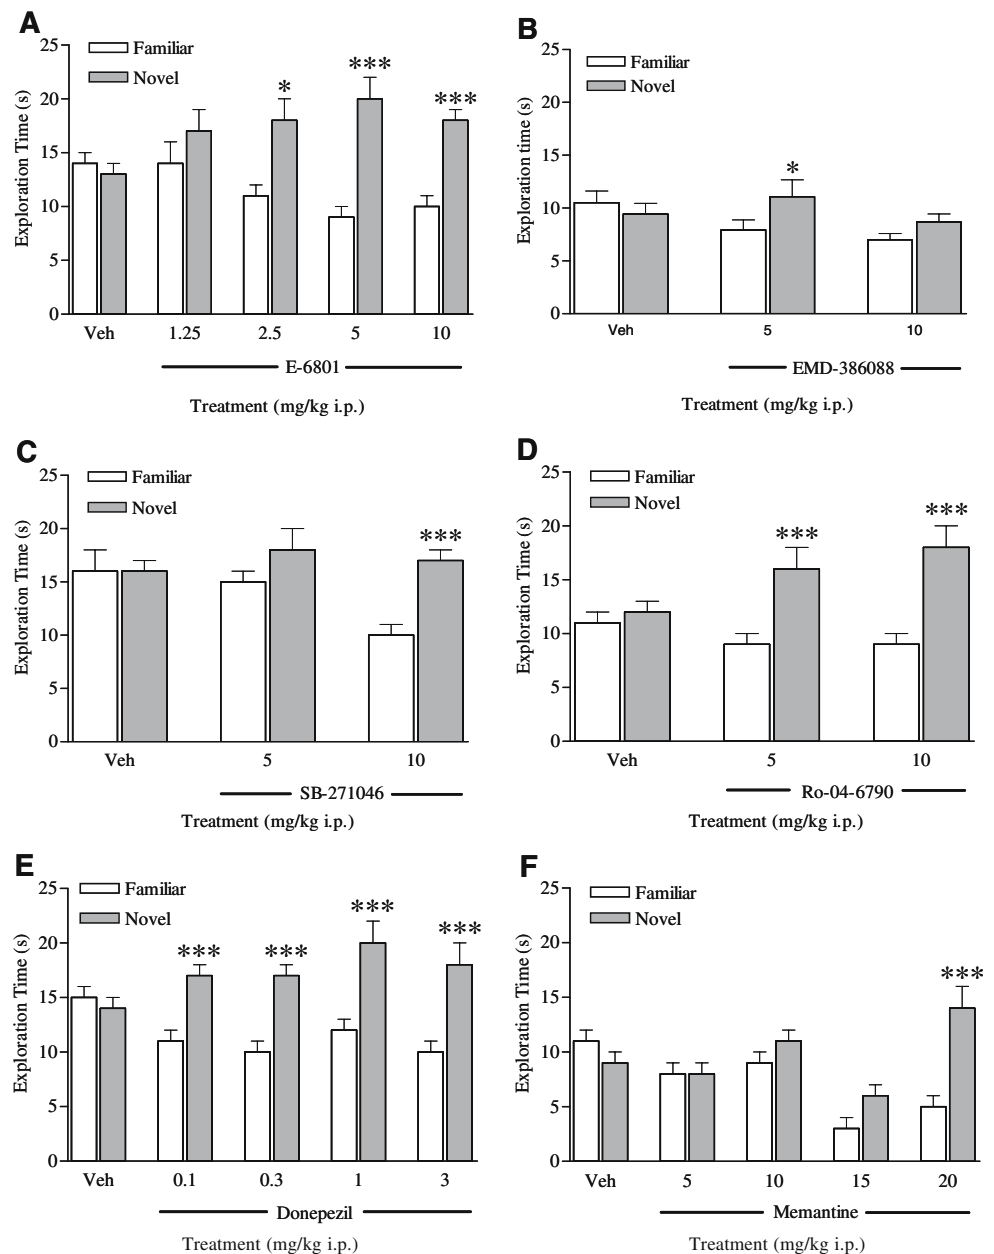 A
Familiar
Novel
Exploration Time (s)
25
20
15
10
5
0
*
***
***
Veh
1.25
2.5
5
10
E-6801
Treatment (mg/kg i.p.)
B
Familiar
Novel
Exploration time (s)
25
20
15
10
5
0
*
Veh
5
10
EMD-386088
Treatment (mg/kg i.p.)
C
Familiar
Novel
Exploration Time (s)
25
20
15
10
5
0
***
Veh
5
10
SB-271046
Treatment (mg/kg i.p.)
D
Familiar
Novel
Exploration Time (s)
25
20
15
10
5
0
***
***
Veh
5
10
Ro-04-6790
Treatment (mg/kg i.p.)
E
Familiar
Novel
Exploration Time (s)
25
20
15
10
5
0
***
***
***
***
Veh
0.1
0.3
1
3
Donepezil
Treatment (mg/kg i.p.)
F
Familiar
Novel
Exploration Time (s)
25
20
15
10
5
0
***
Veh
5
10
15
20
Memantine
Treatment (mg/kg i.p.)